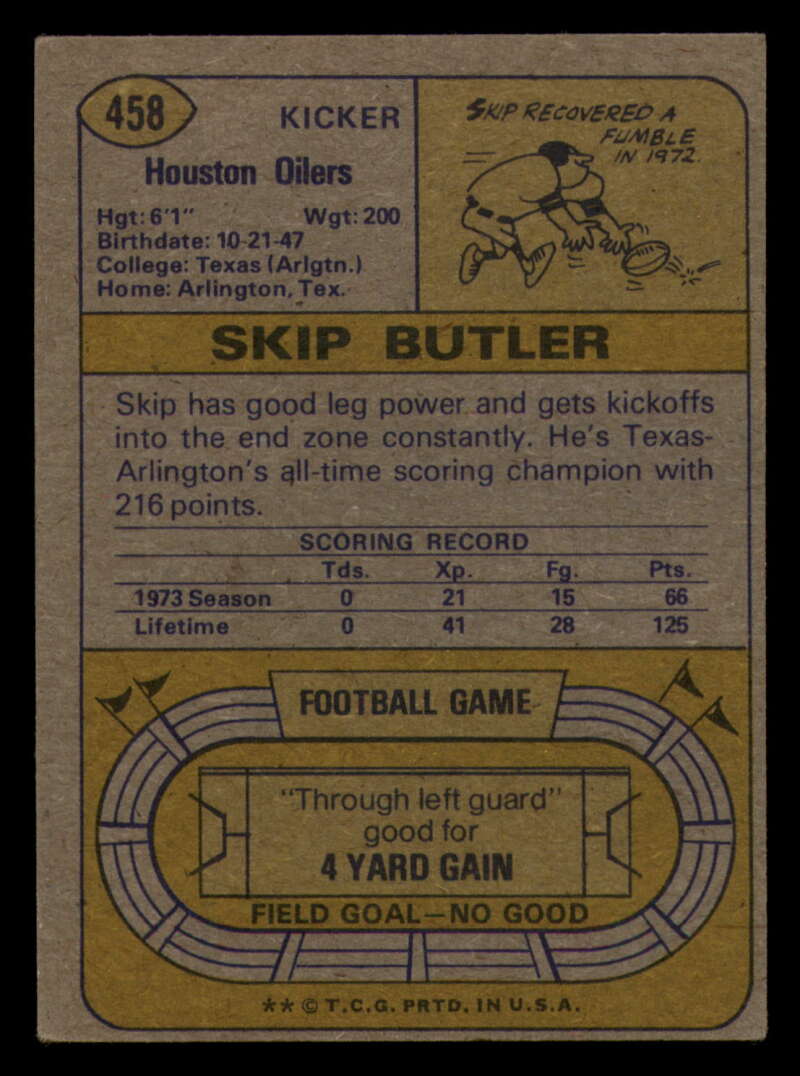 458
KICKER
Houston Oilers
Hgt: 6'1" Wgt: 200
Birthdate: 10-21-47
College: Texas (Arlgtn.)
Home: Arlington, Tex.
SKIP RECOVERED A
FUMBLE
IN 1972.
SKIP BUTLER
Skip has good leg power and gets kickoffs
into the end zone constantly. He's Texas-
Arlington's all-time scoring champion with
216 points.
SCORING RECORD
Tds. Xp. Fg. Pts.
1973 Season 0 21 15 66
Lifetime 0 41 28 125
FOOTBALL GAME
"Through left guard"
good for
4 YARD GAIN
FIELD GOAL—NO GOOD
** © T.C.G. PRTD. IN U.S.A.